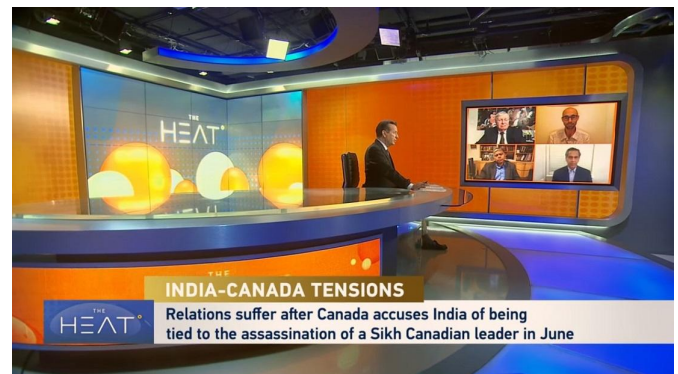 THE
HEAT°
THE
INDIA-CANADA TENSIONS
THE
HEAT°
Relations suffer after Canada accuses India of being
tied to the assassination of a Sikh Canadian leader in June